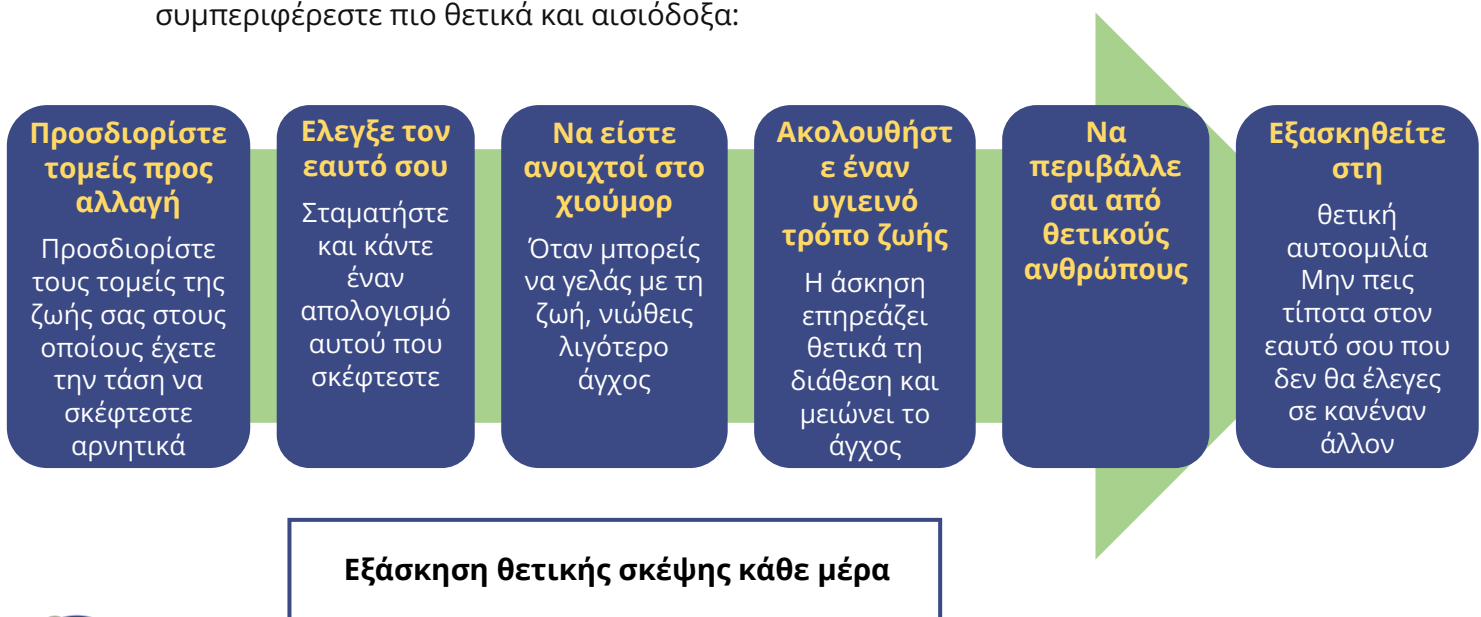 συμπεριφέρεστε πιο θετικά και αισιόδοξα:
Προσδιορίστε
τομείς προς
αλλαγή
Προσδιορίστε
τους τομείς της
ζωής σας στους
οποίους έχετε
την τάση να
σκέφτεστε
αρνητικά
Ελεγξε τον
εαυτό σου
Σταματήστε
και κάντε
έναν
απολογισμό
αυτού που
σκέφτεστε
Να είστε
ανοιχτοί στο
χιούμορ
Όταν μπορείς
να γελάς με τη
ζωή, νιώθεις
λιγότερο
άγχος
Ακολουθήστ
ε έναν
υγιεινό
τρόπο ζωής
Η άσκηση
επηρεάζει
θετικά τη
διάθεση και
μειώνει το
άγχος
Να
περιβάλλε
σαι από
θετικούς
ανθρώπους
Εξασκηθείτε
στη
θετική
αυτοομιλία
Μην πεις
τίποτα στον
εαυτό σου που
δεν θα έλεγες
σε κανέναν
άλλον
Εξάσκηση θετικής σκέψης κάθε μέρα